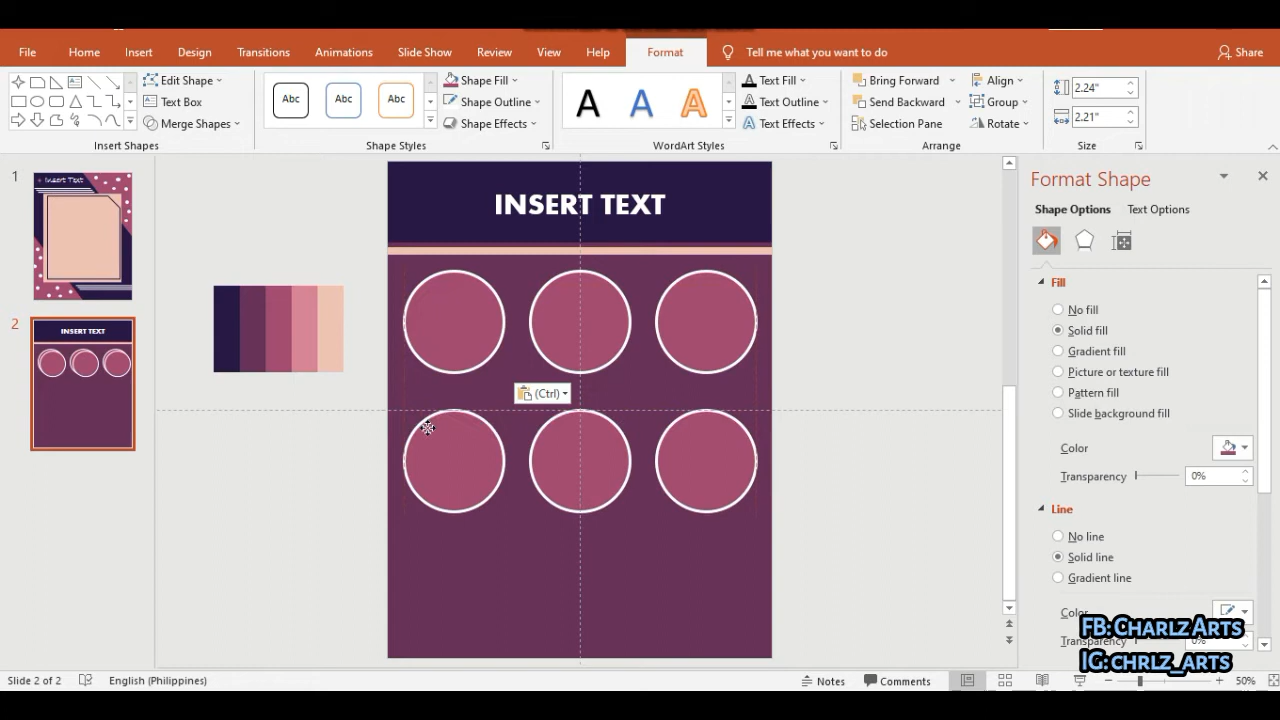 File Home Insert Design Transitions Animations Slide Show Review View Help Format Tell me what you want to do Share
Edit Shape Shape Fill Text Fill Bring Forward Align 2.24"
Text Box Abc Abc Abc Shape Outline A A A Text Outline Send Backward Group
Merge Shapes Shape Effects Text Effects Selection Pane Rotate 2.21"
Insert Shapes Shape Styles WordArt Styles Arrange Size
1
Insert Text
2
INSERT TEXT
INSERT TEXT
(Ctrl)
Format Shape
Shape Options Text Options
Fill
No fill
Solid fill
Gradient fill
Picture or texture fill
Pattern fill
Slide background fill
Color
Transparency 0%
Line
No line
Solid line
Gradient line
Color
Transparency 0%
FB: Charlz Arts
IG: chrlz_arts
Slide 2 of 2 English (Philippines) Notes Comments 50%